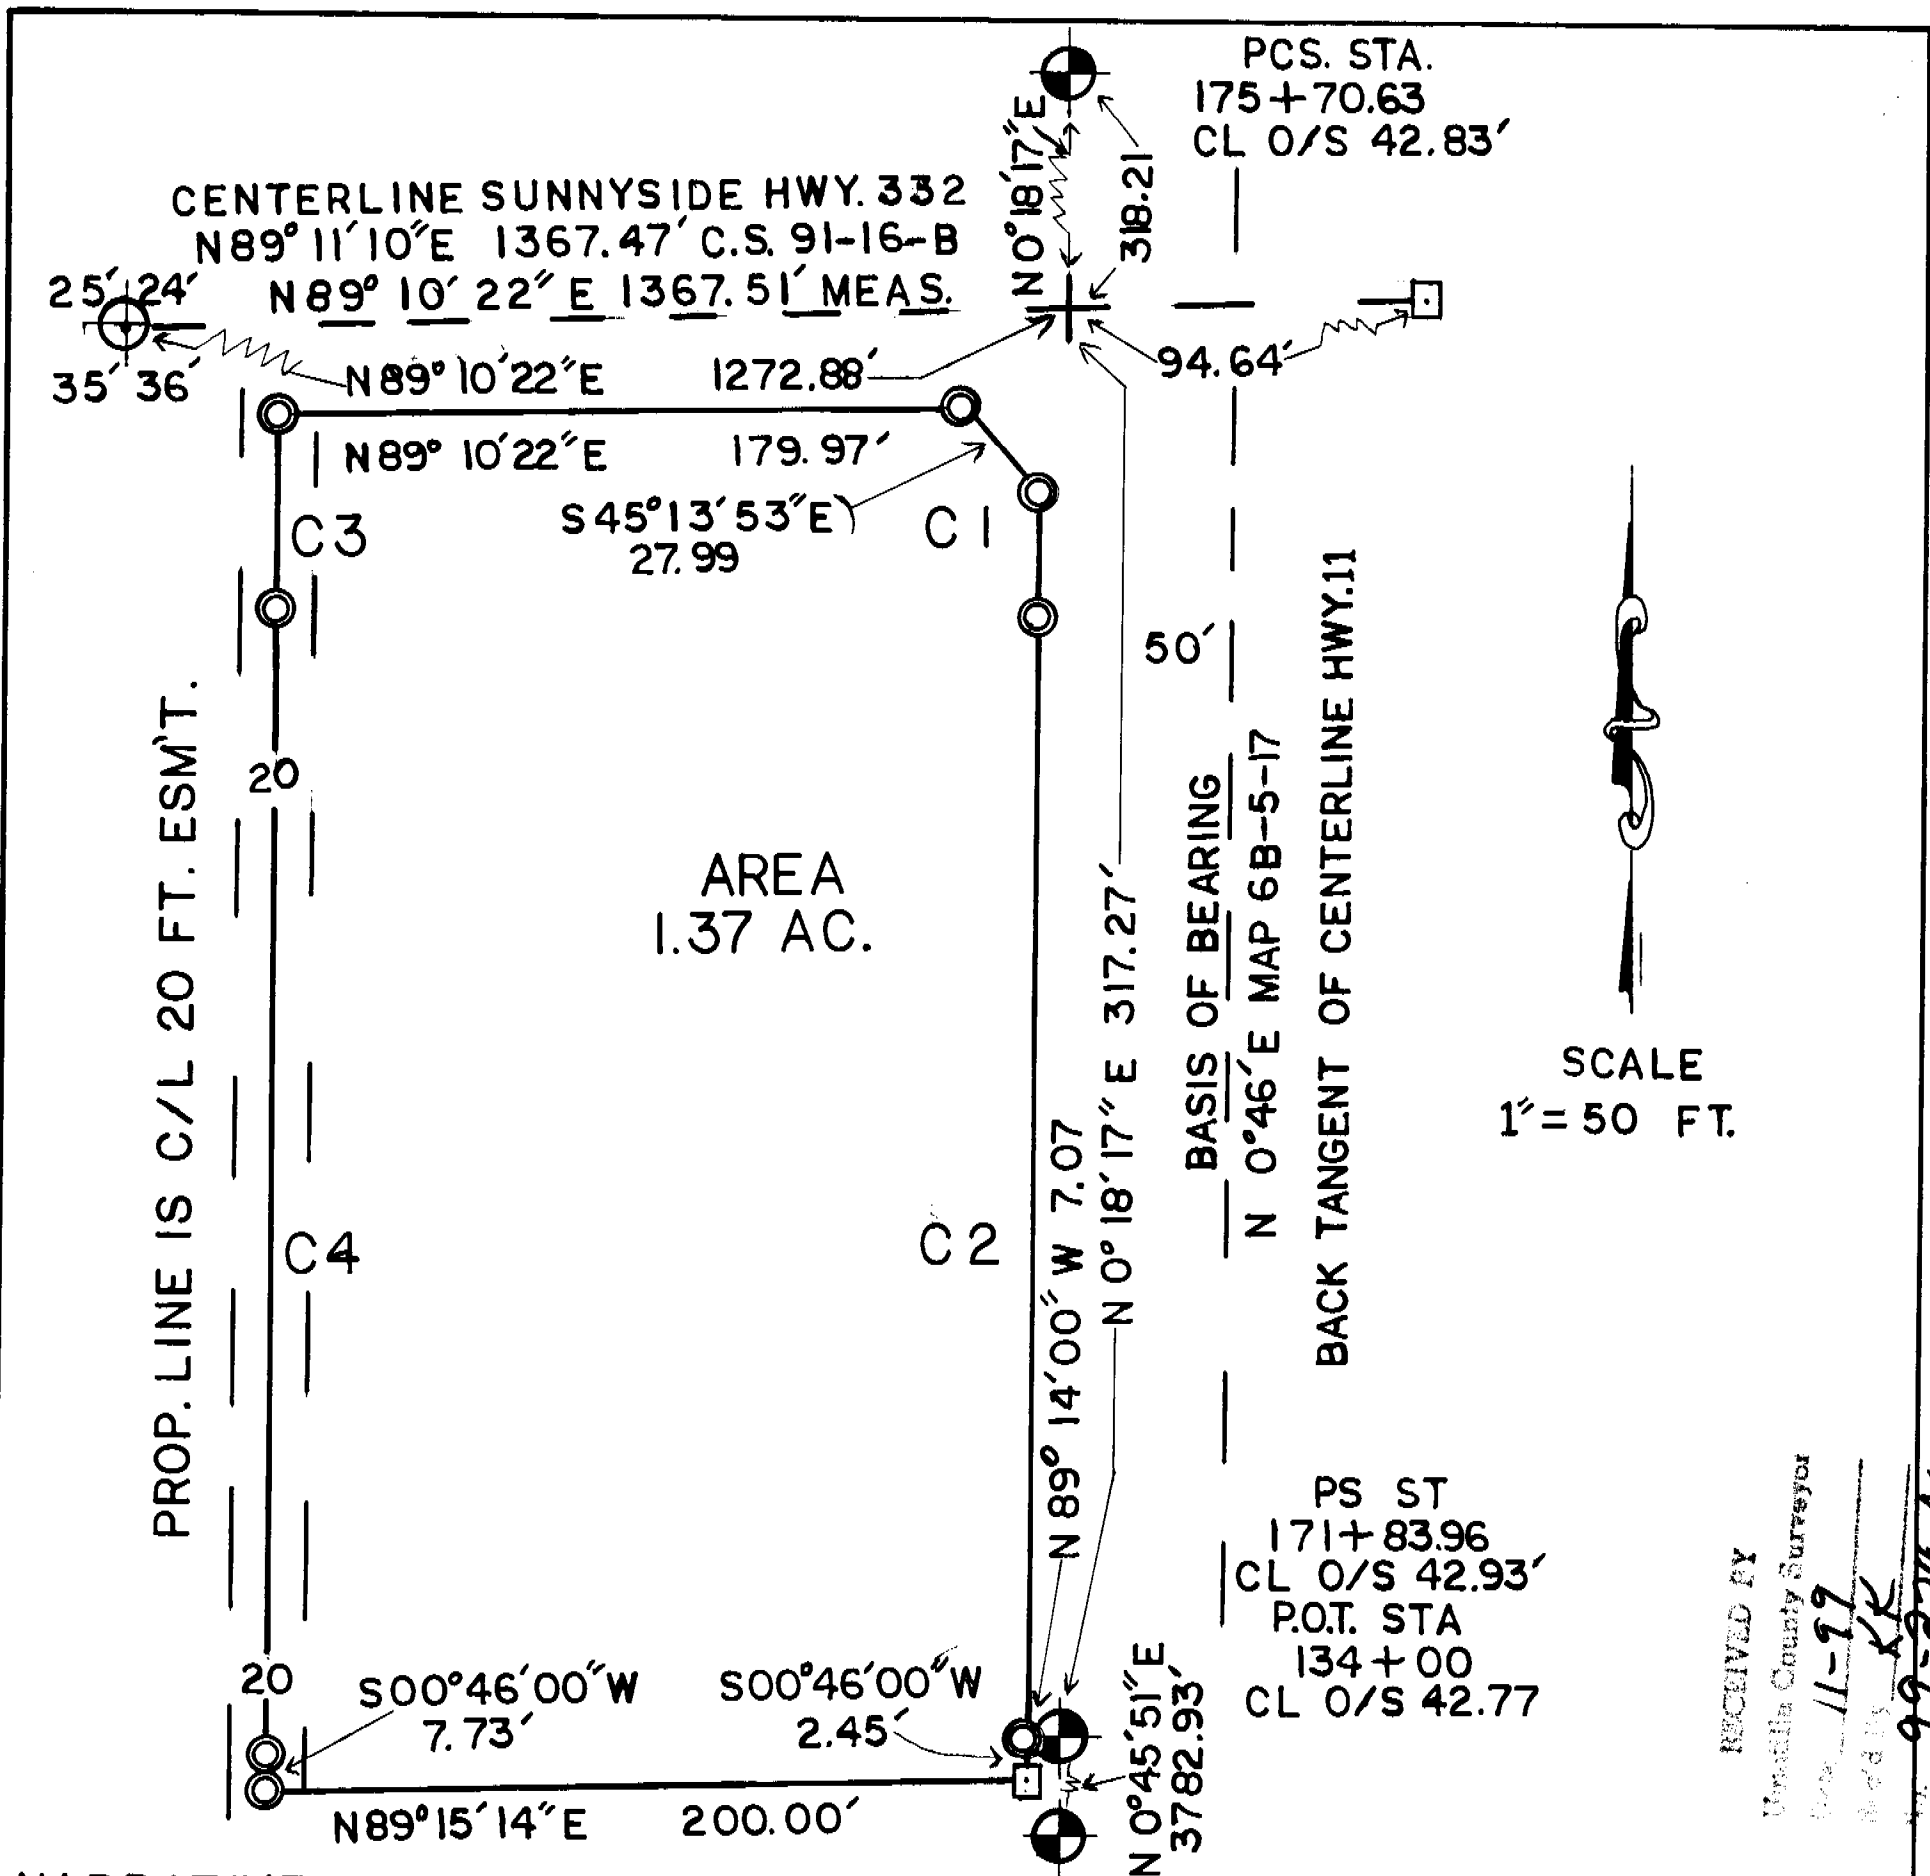 PCS. STA.
175+70.63
CL O/S 42.83′
N0°18′17″E
318.21
CENTERLINE SUNNYSIDE HWY. 332
N89°11′10″E 1367.47′ C.S. 91-16-B
N89° 10′ 22″ E 1367.51′ MEAS.
25′ 24′
35′ 36′
N89° 10′22″E 1272.88′
94.64′
N89° 10′22″E 179.97′
S45°13′53″E
27.99
C3
C1
50′
20
PROP. LINE IS C/L 20 FT. ESM'T.
AREA
1.37 AC.
C4
C2
N89° 14′00″ W 7.07
N 0° 18′17″ E 317.27′
BASIS OF BEARING
N 0°46′E MAP 6B-5-17
BACK TANGENT OF CENTERLINE HWY.11
SCALE
1″= 50 FT.
PS ST
171+83.96
CL O/S 42.93′
P.O.T. STA
134+00
CL O/S 42.77
20
S00°46′00″W
7.73′
S00°46′00″W
2.45′
N89°15′14″E 200.00′
N 0°45′51″E
3782.93′
RECEIVED BY
Umatilla County Surveyor
11-99
KK